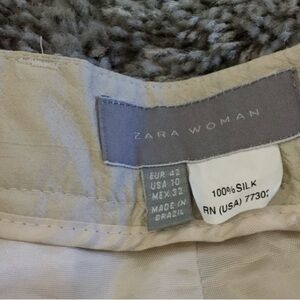 ZARA WOMAN
EUR 42
USA 10
MEX 32
MADE IN
BRAZIL
100%SILK
RN (USA) 77302